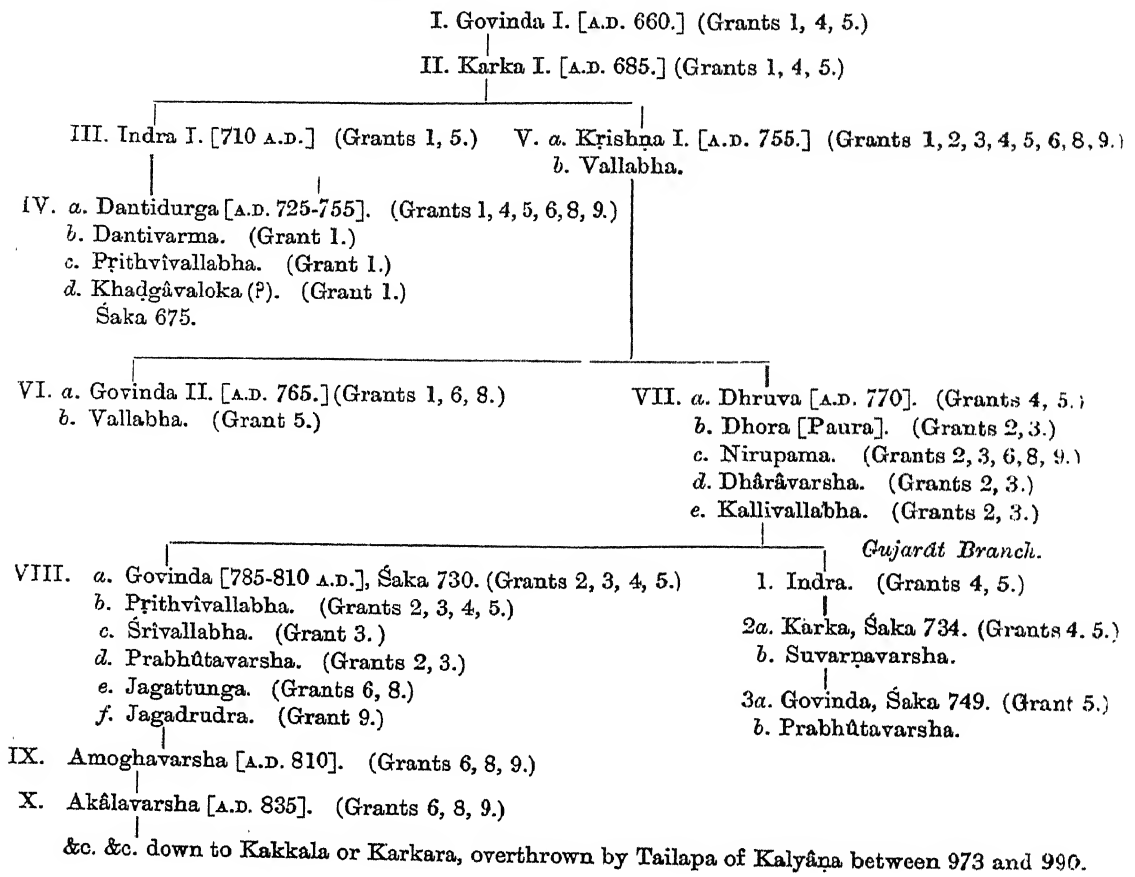 I. Govinda I. [A.D. 660.] (Grants 1, 4, 5.)
II. Karka I. [A.D. 685.] (Grants 1, 4, 5.)
III. Indra I. [710 A.D.] (Grants 1, 5.)
V. a. Kṛishṇa I. [A.D. 755.] (Grants 1, 2, 3, 4, 5, 6, 8, 9.)
b. Vallabha.
IV. a. Dantidurga [A.D. 725-755]. (Grants 1, 4, 5, 6, 8, 9.)
b. Dantivarma. (Grant 1.)
c. Pṛithvîvallabha. (Grant 1.)
d. Khaḍgâvaloka (?). (Grant 1.)
Śaka 675.
VI. a. Govinda II. [A.D. 765.] (Grants 1, 6, 8.)
b. Vallabha. (Grant 5.)
VII. a. Dhruva [A.D. 770]. (Grants 4, 5.)
b. Dhora [Paura]. (Grants 2, 3.)
c. Nirupama. (Grants 2, 3, 6, 8, 9.)
d. Dhârâvarsha. (Grants 2, 3.)
e. Kallivallabha. (Grants 2, 3.)
Gujarât Branch.
VIII. a. Govinda [785-810 A.D.], Śaka 730. (Grants 2, 3, 4, 5.)
b. Pṛithvîvallabha. (Grants 2, 3, 4, 5.)
c. Śrîvallabha. (Grant 3.)
d. Prabhûtavarsha. (Grants 2, 3.)
e. Jagattunga. (Grants 6, 8.)
f. Jagadrudra. (Grant 9.)
1. Indra. (Grants 4, 5.)
2a. Karka, Śaka 734. (Grants 4. 5.)
b. Suvarṇavarsha.
3a. Govinda, Śaka 749. (Grant 5.)
b. Prabhûtavarsha.
IX. Amoghavarsha [A.D. 810]. (Grants 6, 8, 9.)
X. Akâlavarsha [A.D. 835]. (Grants 6, 8, 9.)
&c. &c. down to Kakkala or Karkara, overthrown by Tailapa of Kalyâṇa between 973 and 990.